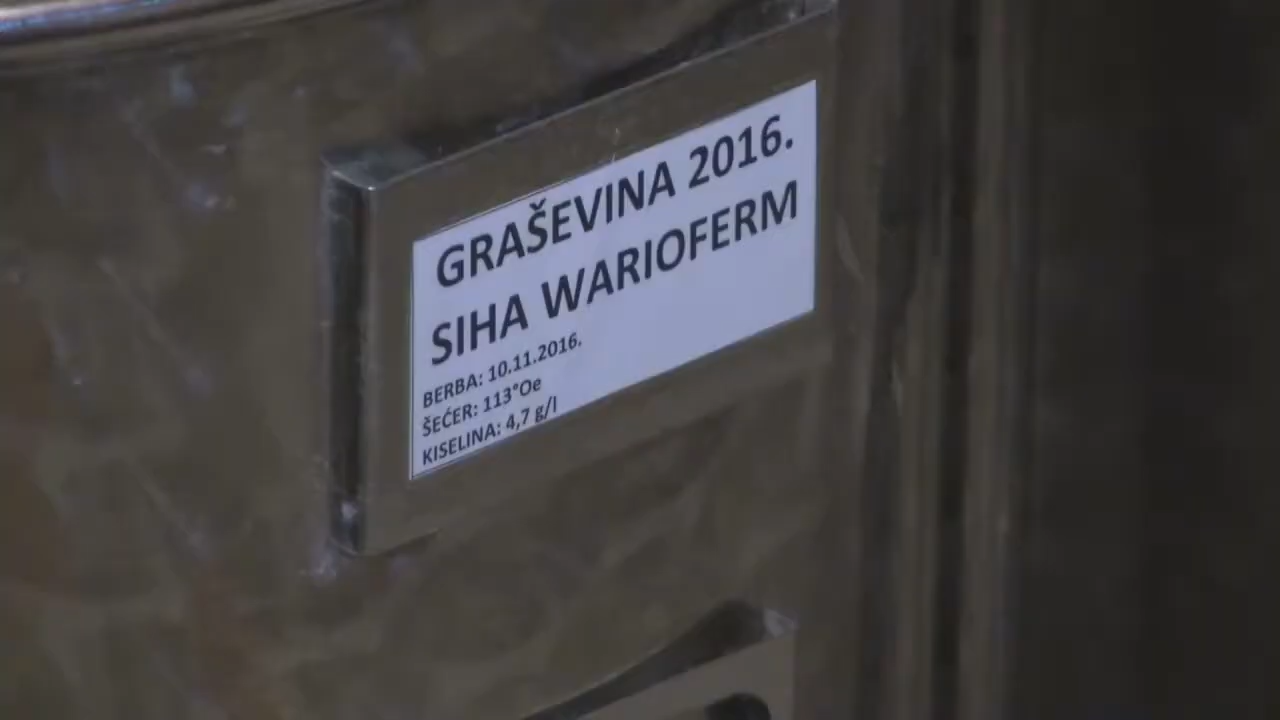 GRAŠEVINA 2016.
SIHA WARIOFERM
BERBA: 10.11.2016.
ŠEĆER: 113°Oe
KISELINA: 4,7 g/l